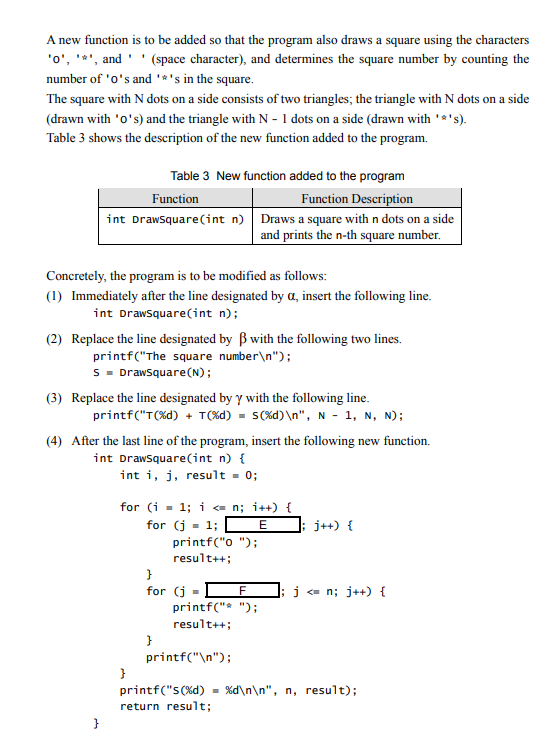 A new function is to be added so that the program also draws a square using the characters
'o', '*', and ' ' (space character), and determines the square number by counting the
number of 'o's and '*'s in the square.
The square with N dots on a side consists of two triangles; the triangle with N dots on a side
(drawn with 'o's) and the triangle with N − 1 dots on a side (drawn with '*'s).
Table 3 shows the description of the new function added to the program.
Table 3 New function added to the program
Function Function Description
int DrawSquare(int n) Draws a square with n dots on a side
and prints the n-th square number.
Concretely, the program is to be modified as follows:
(1) Immediately after the line designated by α, insert the following line.
int DrawSquare(int n);
(2) Replace the line designated by β with the following two lines.
printf("The square number\n");
S = DrawSquare(N);
(3) Replace the line designated by γ with the following line.
printf("T(%d) + T(%d) = S(%d)\n", N - 1, N, N);
(4) After the last line of the program, insert the following new function.
int DrawSquare(int n) {
int i, j, result = 0;
for (i = 1; i <= n; i++) {
for (j = 1; E ; j++) {
printf("o ");
result++;
}
for (j = F ; j <= n; j++) {
printf("* ");
result++;
}
printf("\n");
}
printf("S(%d) = %d\n\n", n, result);
return result;
}